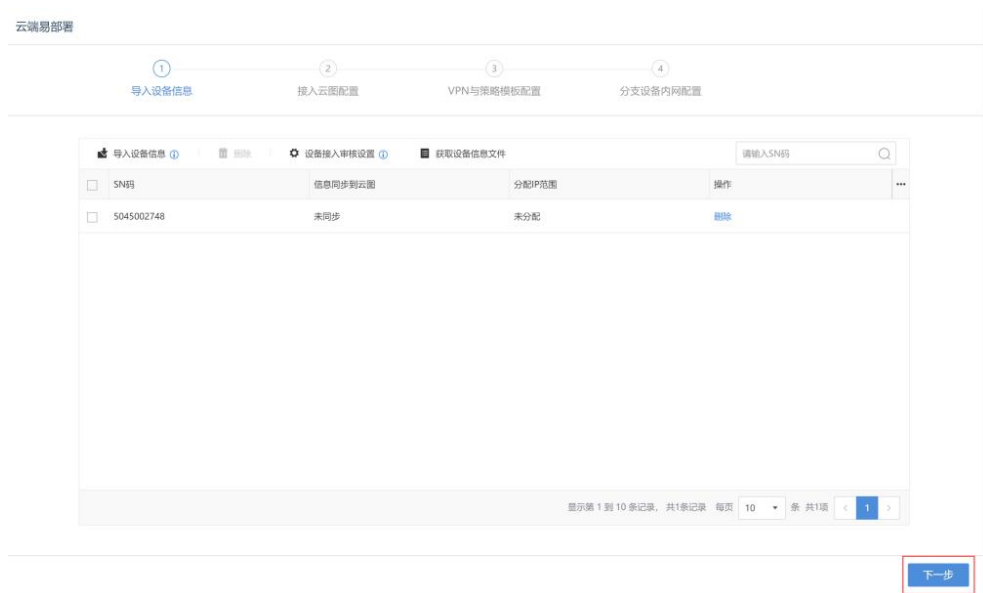 云端易部署
1 2 3 4
导入设备信息 接入云图配置 VPN与策略模板配置 分支设备内网配置
导入设备信息 删除 设备接入审核设置 获取设备信息文件 请输入SN码
SN码 信息同步到云图 分配IP范围 操作
5045002748 未同步 未分配 删除
显示第 1 到 10 条记录, 共1条记录 每页 10 条 共1项 < 1 >
下一步